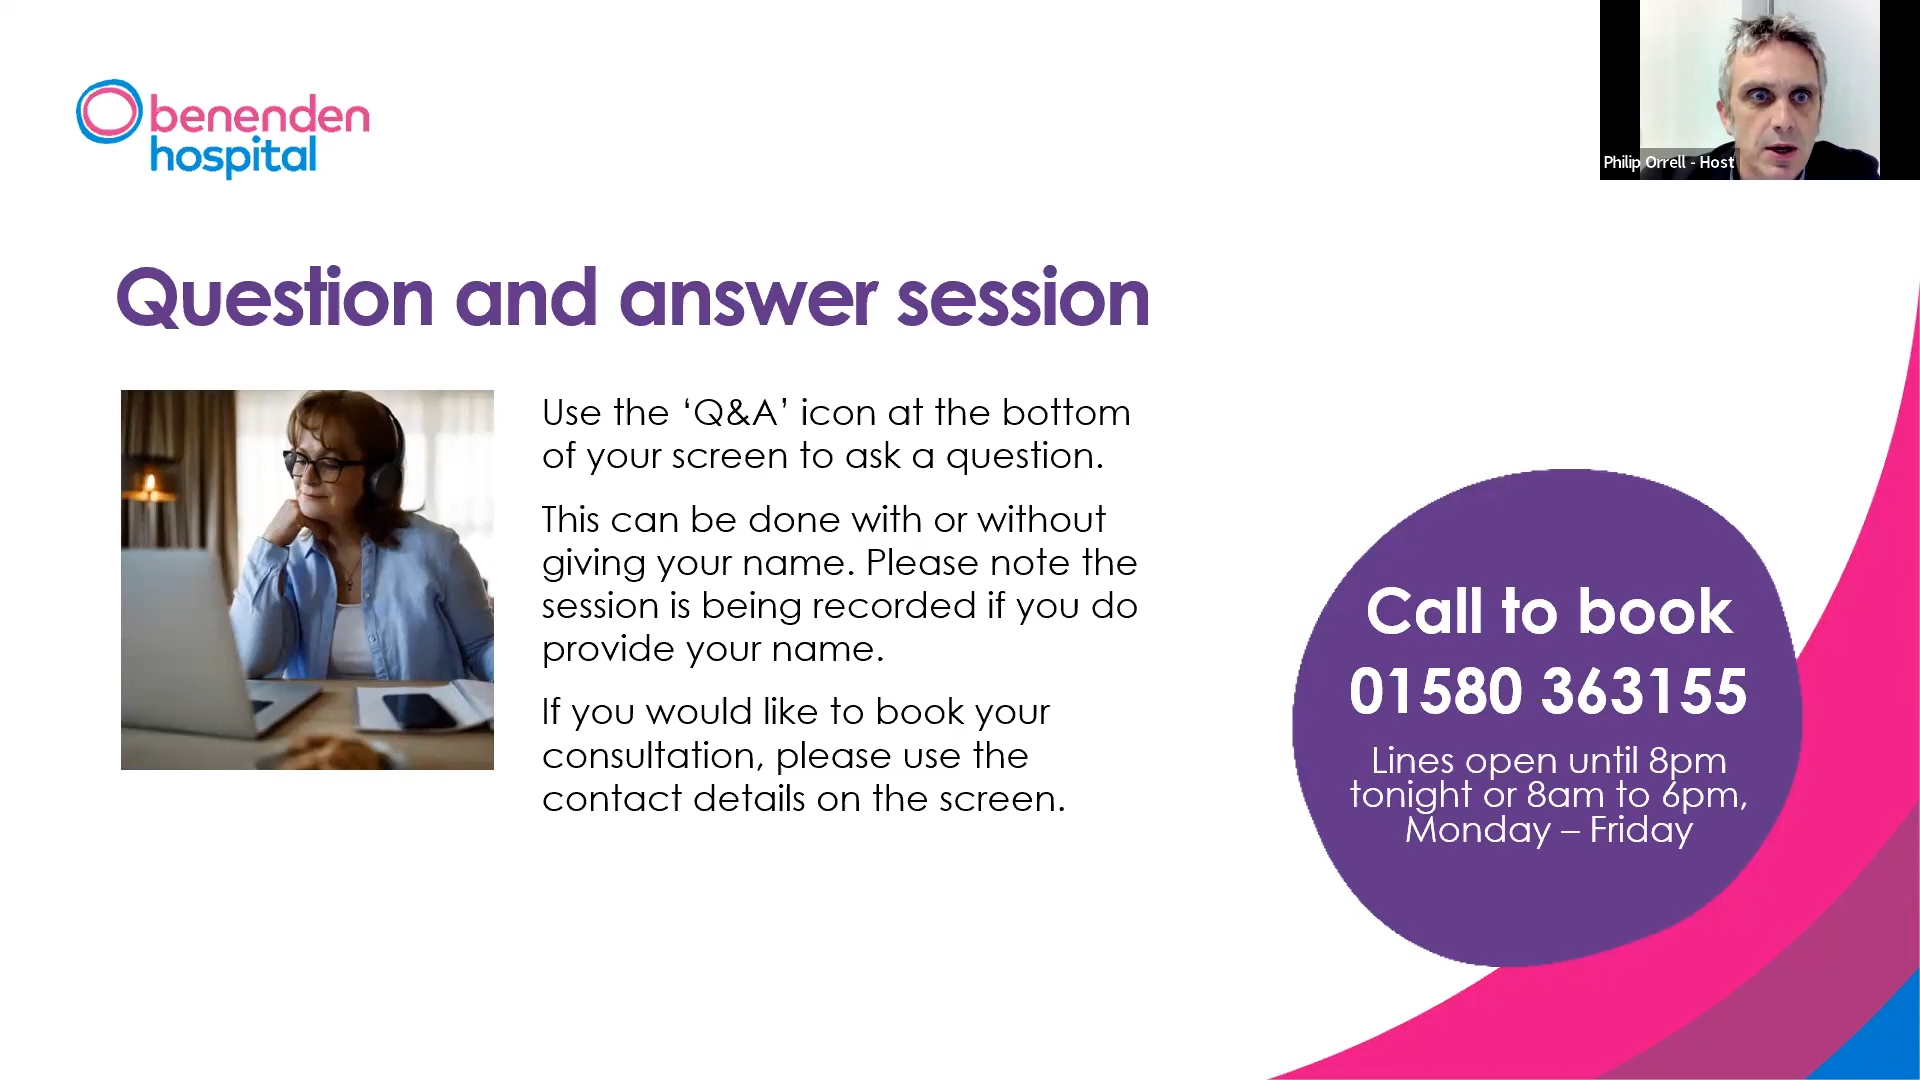 benenden
hospital
Philip Orrell - Host
Question and answer session
Use the ‘Q&A’ icon at the bottom
of your screen to ask a question.
This can be done with or without
giving your name. Please note the
session is being recorded if you do
provide your name.
If you would like to book your
consultation, please use the
contact details on the screen.
Call to book
01580 363155
Lines open until 8pm
tonight or 8am to 6pm,
Monday – Friday